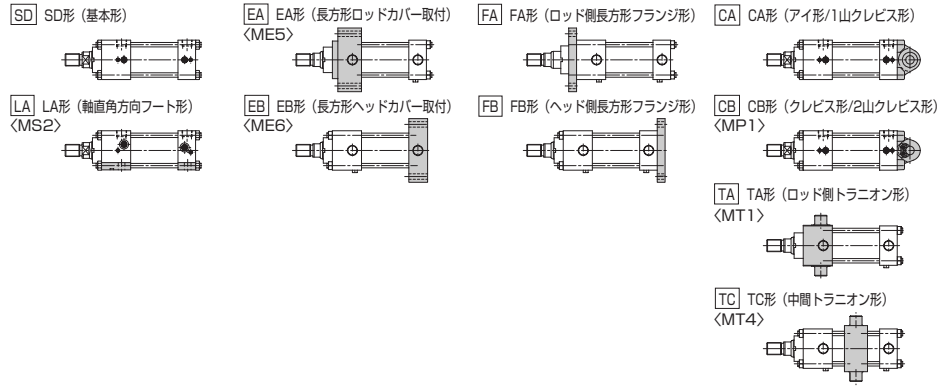 SD SD形（基本形）
LA LA形（軸直角方向フート形）
〈MS2〉
EA EA形（長方形ロッドカバー取付）
〈ME5〉
EB EB形（長方形ヘッドカバー取付）
〈ME6〉
FA FA形（ロッド側長方形フランジ形）
FB FB形（ヘッド側長方形フランジ形）
CA CA形（アイ形/1山クレビス形）
CB CB形（クレビス形/2山クレビス形）
〈MP1〉
TA TA形（ロッド側トラニオン形）
〈MT1〉
TC TC形（中間トラニオン形）
〈MT4〉